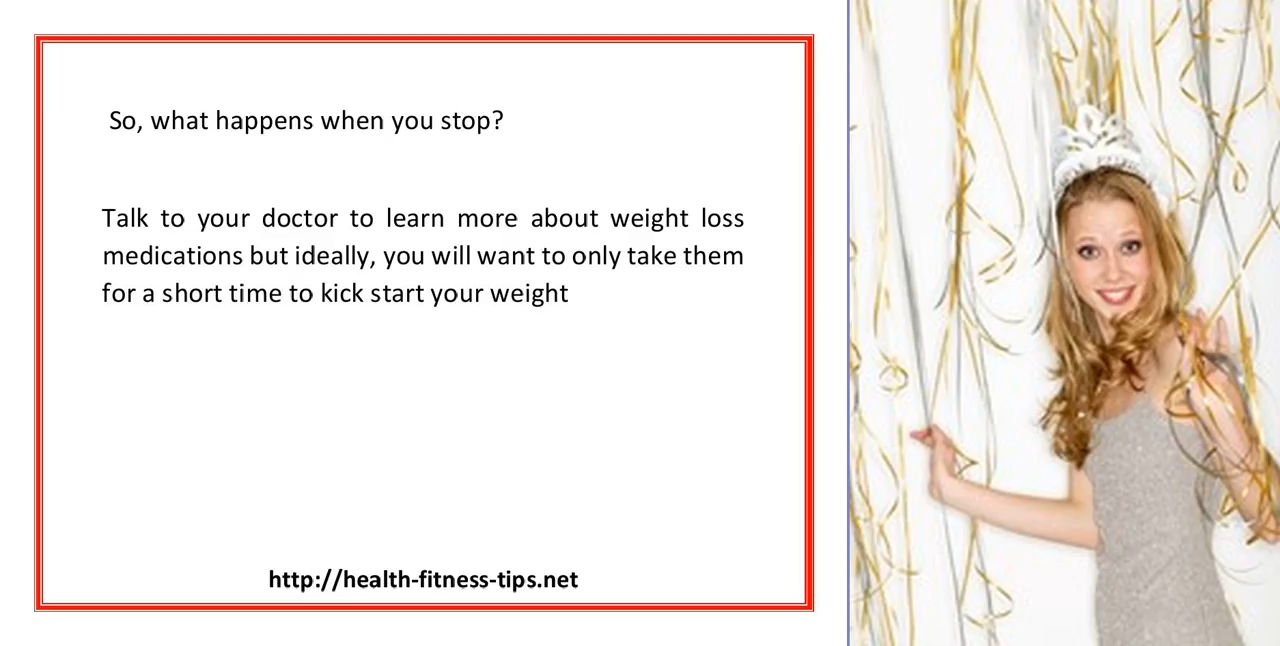 So, what happens when you stop?
Talk to your doctor to learn more about weight loss
medications but ideally, you will want to only take them
for a short time to kick start your weight
http://health-fitness-tips.net